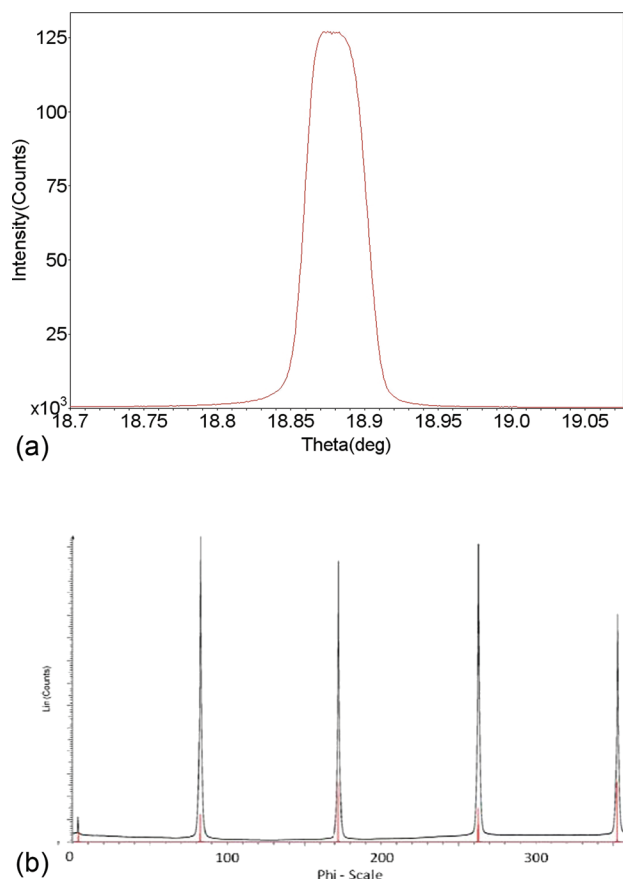 125
100
75
50
25
x10³
Intensity(Counts)
18.7 18.75 18.8 18.85 18.9 18.95 19.0 19.05
Theta(deg)
(a)
Lin (Counts)
0 100 200 300
Phi - Scale
(b)